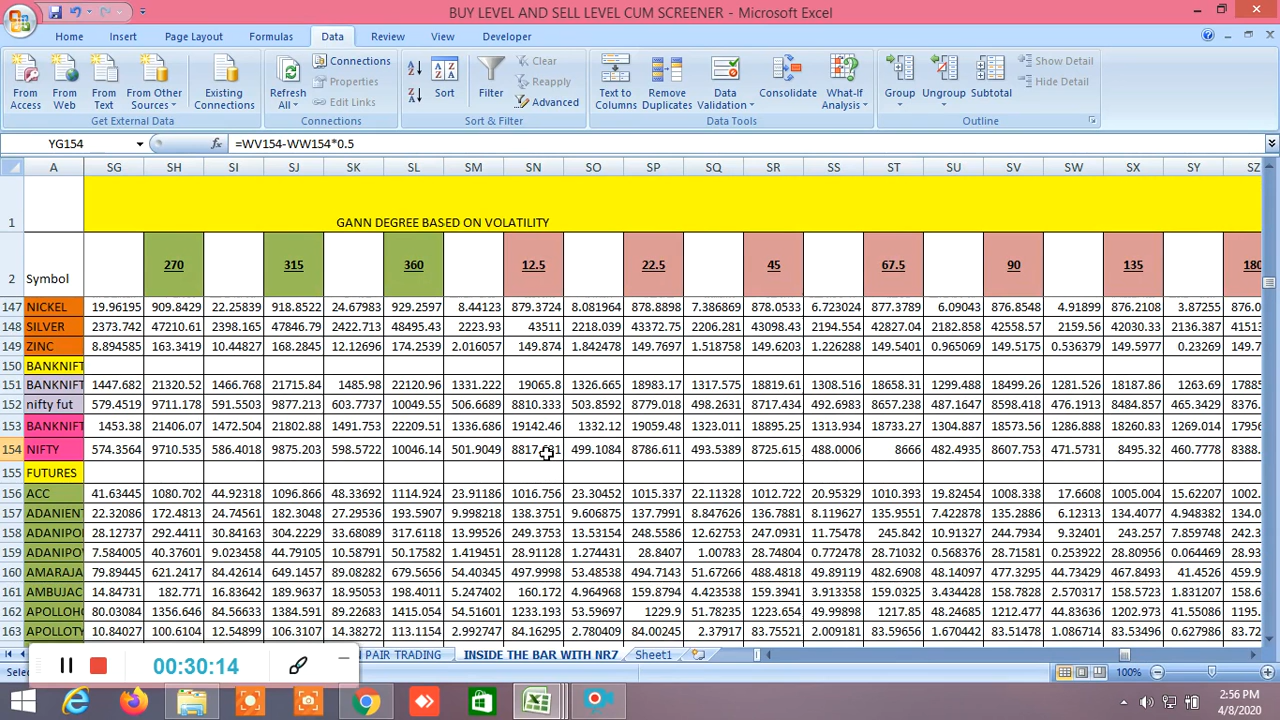 BUY LEVEL AND SELL LEVEL CUM SCREENER - Microsoft Excel
Home Insert Page Layout Formulas Data Review View Developer
From Access From Web From Text From Other Sources Existing Connections Refresh All Connections Properties Edit Links Sort Filter Clear Reapply Advanced Text to Columns Remove Duplicates Data Validation Consolidate What-If Analysis Group Ungroup Subtotal Show Detail Hide Detail
Get External Data Connections Sort & Filter Data Tools Outline
YG154 fx =WV154-WW154*0.5
A SG SH SI SJ SK SL SM SN SO SP SQ SR SS ST SU SV SW SX SY SZ
1 GANN DEGREE BASED ON VOLATILITY
2 Symbol 270 315 360 12.5 22.5 45 67.5 90 135 180
147 NICKEL 19.96195 909.8429 22.25839 918.8522 24.67983 929.2597 8.44123 879.3724 8.081964 878.8898 7.386869 878.0533 6.723024 877.3789 6.09043 876.8548 4.91899 876.2108 3.87255 876.0
148 SILVER 2373.742 47210.61 2398.165 47846.79 2422.713 48495.43 2223.93 43511 2218.039 43372.75 2206.281 43098.43 2194.554 42827.04 2182.858 42558.57 2159.56 42030.33 2136.387 41513
149 ZINC 8.894585 163.3419 10.44827 168.2845 12.12696 174.2539 2.016057 149.874 1.842478 149.7697 1.518785 149.6203 1.226288 149.5401 0.965069 149.5175 0.536379 149.5977 0.23269 149.7
150 BANKNIFT
151 BANKNIFT 1447.682 21320.52 1466.768 21715.84 1485.98 22120.96 1331.222 19065.8 1326.665 18983.17 1317.575 18819.61 1308.516 18658.31 1299.488 18499.26 1281.526 18187.86 1263.69 17885
152 nifty fut 579.4519 9711.178 591.5503 9877.213 603.7737 10049.55 506.6689 8810.333 503.8592 8779.018 498.2631 8717.434 492.6983 8657.238 487.1647 8598.418 476.1913 8484.857 465.3429 8376.
153 BANKNIFT 1453.38 21406.07 1472.504 21802.88 1491.753 22209.51 1336.686 19142.46 1332.12 19059.48 1323.011 18895.25 1313.934 18733.27 1304.887 18573.56 1286.888 18260.83 1269.014 17956
154 NIFTY 574.3564 9710.535 586.4018 9875.203 598.5722 10046.14 501.9049 499.1084 8786.611 493.5389 8725.615 488.0006 8666 482.4935 8607.751 471.5731 8495.32 460.7778 8388.
155 FUTURES
156 ACC 41.63445 1080.702 44.92318 1096.866 48.33692 1114.924 23.91186 1016.756 23.30452 1015.337 22.11328 1012.722 20.95329 1010.393 19.82454 1008.338 17.6608 1005.004 15.62207 1002.
157 ADANIENT 22.32086 172.4813 24.74561 182.3048 27.29536 193.5907 9.998218 138.3751 9.606875 137.7991 8.847626 136.7881 8.119637 135.9551 7.422878 135.2886 6.12313 134.4077 4.948382 134.0
158 ADANIPO 28.12737 292.4411 30.84163 304.2229 33.68089 317.6118 13.99526 249.3753 13.53154 248.5586 12.62753 247.0931 11.75478 245.842 10.91327 244.7934 9.32401 243.257 7.859748 242.3
159 ADANIPO 7.584005 40.37601 9.023458 44.79105 10.58791 50.17582 1.419451 28.91128 1.274431 28.8407 1.00783 28.74804 0.772478 28.71032 0.568376 28.71581 0.253922 28.80956 0.064469 28.93
160 AMARAJA 79.89445 621.2417 84.42614 649.1457 89.08282 679.5656 54.40345 497.9998 53.48538 494.7143 51.67266 488.4818 49.89119 482.6908 48.14097 477.3295 44.73429 467.8493 41.4526 459.9
161 AMBUJAC 14.84731 182.771 16.83642 189.9637 18.95053 198.4011 5.247402 160.172 4.964968 159.8794 4.423538 159.3941 3.913358 159.0325 3.434428 158.7828 2.570317 158.5723 1.831207 158.6
162 APOLLOH 80.03084 1356.646 84.56633 1384.591 89.22668 1415.054 54.51601 1233.193 53.59697 1229.9 51.78235 1223.654 49.99898 1217.85 48.24685 1212.477 44.83636 1202.973 41.55086 1195.
163 APOLLOTY 10.84027 100.6104 12.54899 106.3107 14.38272 113.1154 2.992747 84.16295 2.780409 84.00245 2.37917 83.75521 2.009181 83.59656 1.670442 83.51478 1.086714 83.53496 0.627986 83.72
PAIR TRADING INSIDE THE BAR WITH NR7 Sheet1
00:30:14
100%
2:56 PM
4/8/2020